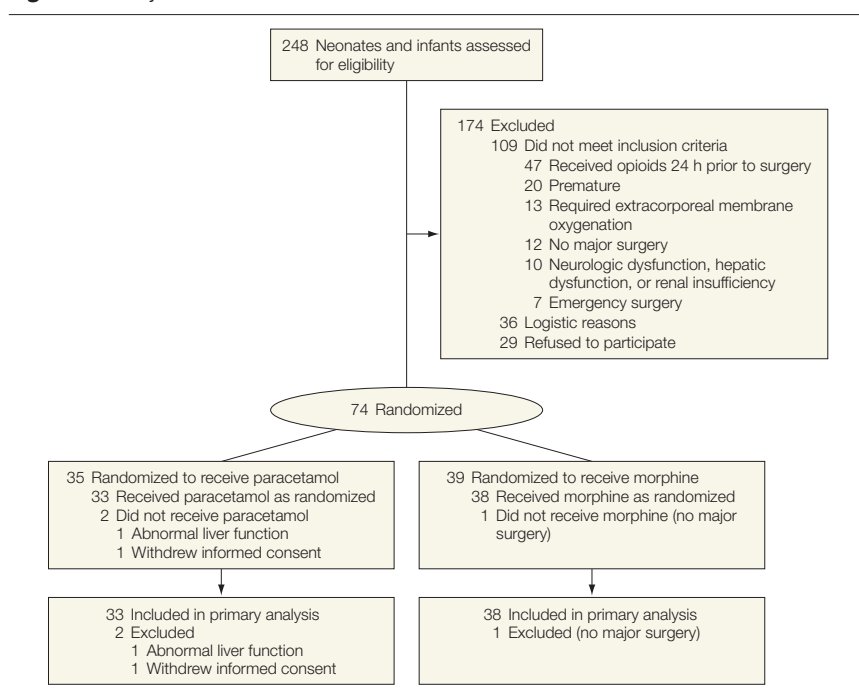 248 Neonates and infants assessed
for eligibility
174 Excluded
109 Did not meet inclusion criteria
47 Received opioids 24 h prior to surgery
20 Premature
13 Required extracorporeal membrane
oxygenation
12 No major surgery
10 Neurologic dysfunction, hepatic
dysfunction, or renal insufficiency
7 Emergency surgery
36 Logistic reasons
29 Refused to participate
74 Randomized
35 Randomized to receive paracetamol
33 Received paracetamol as randomized
2 Did not receive paracetamol
1 Abnormal liver function
1 Withdrew informed consent
39 Randomized to receive morphine
38 Received morphine as randomized
1 Did not receive morphine (no major
surgery)
33 Included in primary analysis
2 Excluded
1 Abnormal liver function
1 Withdrew informed consent
38 Included in primary analysis
1 Excluded (no major surgery)